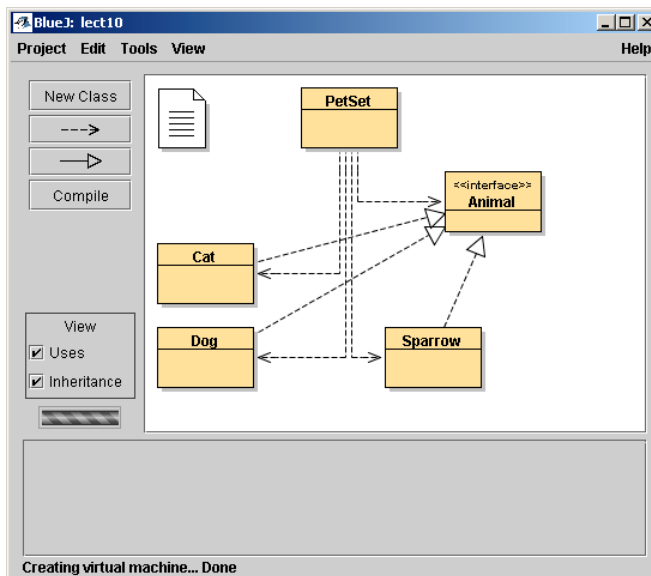 BlueJ: lect10
Project Edit Tools View Help
New Class
Compile
PetSet
<<interface>>
Animal
Cat
Dog
Sparrow
View
Uses
Inheritance
Creating virtual machine... Done